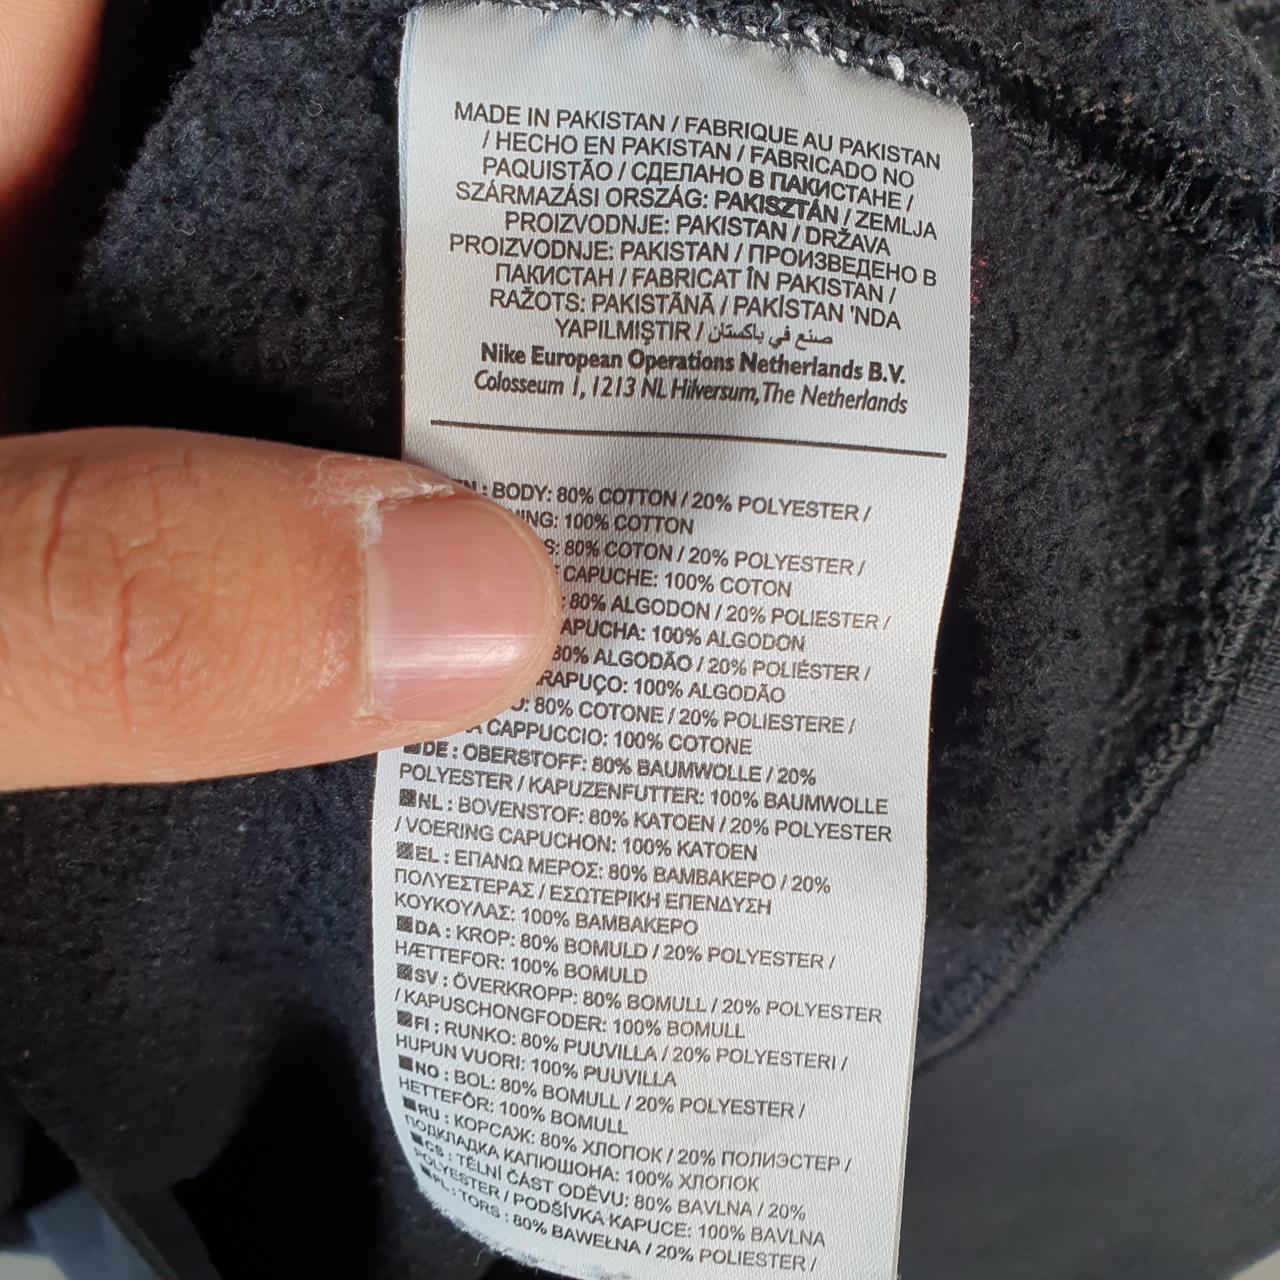 MADE IN PAKISTAN / FABRIQUE AU PAKISTAN
/ HECHO EN PAKISTAN / FABRICADO NO
PAQUISTÃO / СДЕЛАНО В ПАКИСТАНЕ /
SZÁRMAZÁSI ORSZÁG: PAKISZTÁN / ZEMLJA
PROIZVODNJE: PAKISTAN / DRŽAVA
PROIZVODNJE: PAKISTAN / ПРОИЗВЕДЕНО В
ПАКИСТАН / FABRICAT ÎN PAKISTAN /
RAŽOTS: PAKISTĀNĀ / PAKİSTAN 'NDA
YAPILMIŞTIR / صنع في باكستان
Nike European Operations Netherlands B.V.
Colosseum 1, 1213 NL Hilversum, The Netherlands
: BODY: 80% COTTON / 20% POLYESTER /
100% COTTON
80% COTON / 20% POLYESTER /
CAPUCHE: 100% COTON
80% ALGODON / 20% POLIESTER /
100% ALGODON
80% ALGODÃO / 20% POLIÉSTER /
100% ALGODÃO
80% COTONE / 20% POLIESTERE /
CAPPUCCIO: 100% COTONE
DE : OBERSTOFF: 80% BAUMWOLLE / 20%
POLYESTER / KAPUZENFUTTER: 100% BAUMWOLLE
NL : BOVENSTOF: 80% KATOEN / 20% POLYESTER
/ VOERING CAPUCHON: 100% KATOEN
EL : ΕΠΑΝΩ ΜΕΡΟΣ: 80% ΒΑΜΒΑΚΕΡΟ / 20%
ΠΟΛΥΕΣΤΕΡΑΣ / ΕΣΩΤΕΡΙΚΗ ΕΠΕΝΔΥΣΗ
ΚΟΥΚΟΥΛΑΣ: 100% ΒΑΜΒΑΚΕΡΟ
DA : KROP: 80% BOMULD / 20% POLYESTER /
HÆTTEFOR: 100% BOMULD
SV : ÖVERKROPP: 80% BOMULL / 20% POLYESTER
/ KAPUSCHONGFODER: 100% BOMULL
FI : RUNKO: 80% PUUVILLA / 20% POLYESTERI /
HUPUN VUORI: 100% PUUVILLA
NO : BOL: 80% BOMULL / 20% POLYESTER /
HETTEFÔR: 100% BOMULL
RU : КОРСАЖ: 80% ХЛОПОК / 20% ПОЛИЭСТЕР /
ПОДКЛАДКА КАПЮШОНА: 100% ХЛОПОК
CS : TĚLNÍ ČÁST ODĚVU: 80% BAVLNA / 20%
POLYESTER / PODŠÍVKA KAPUCE: 100% BAVLNA
PL : TORS : 80% BAWEŁNA / 20% POLIESTER /